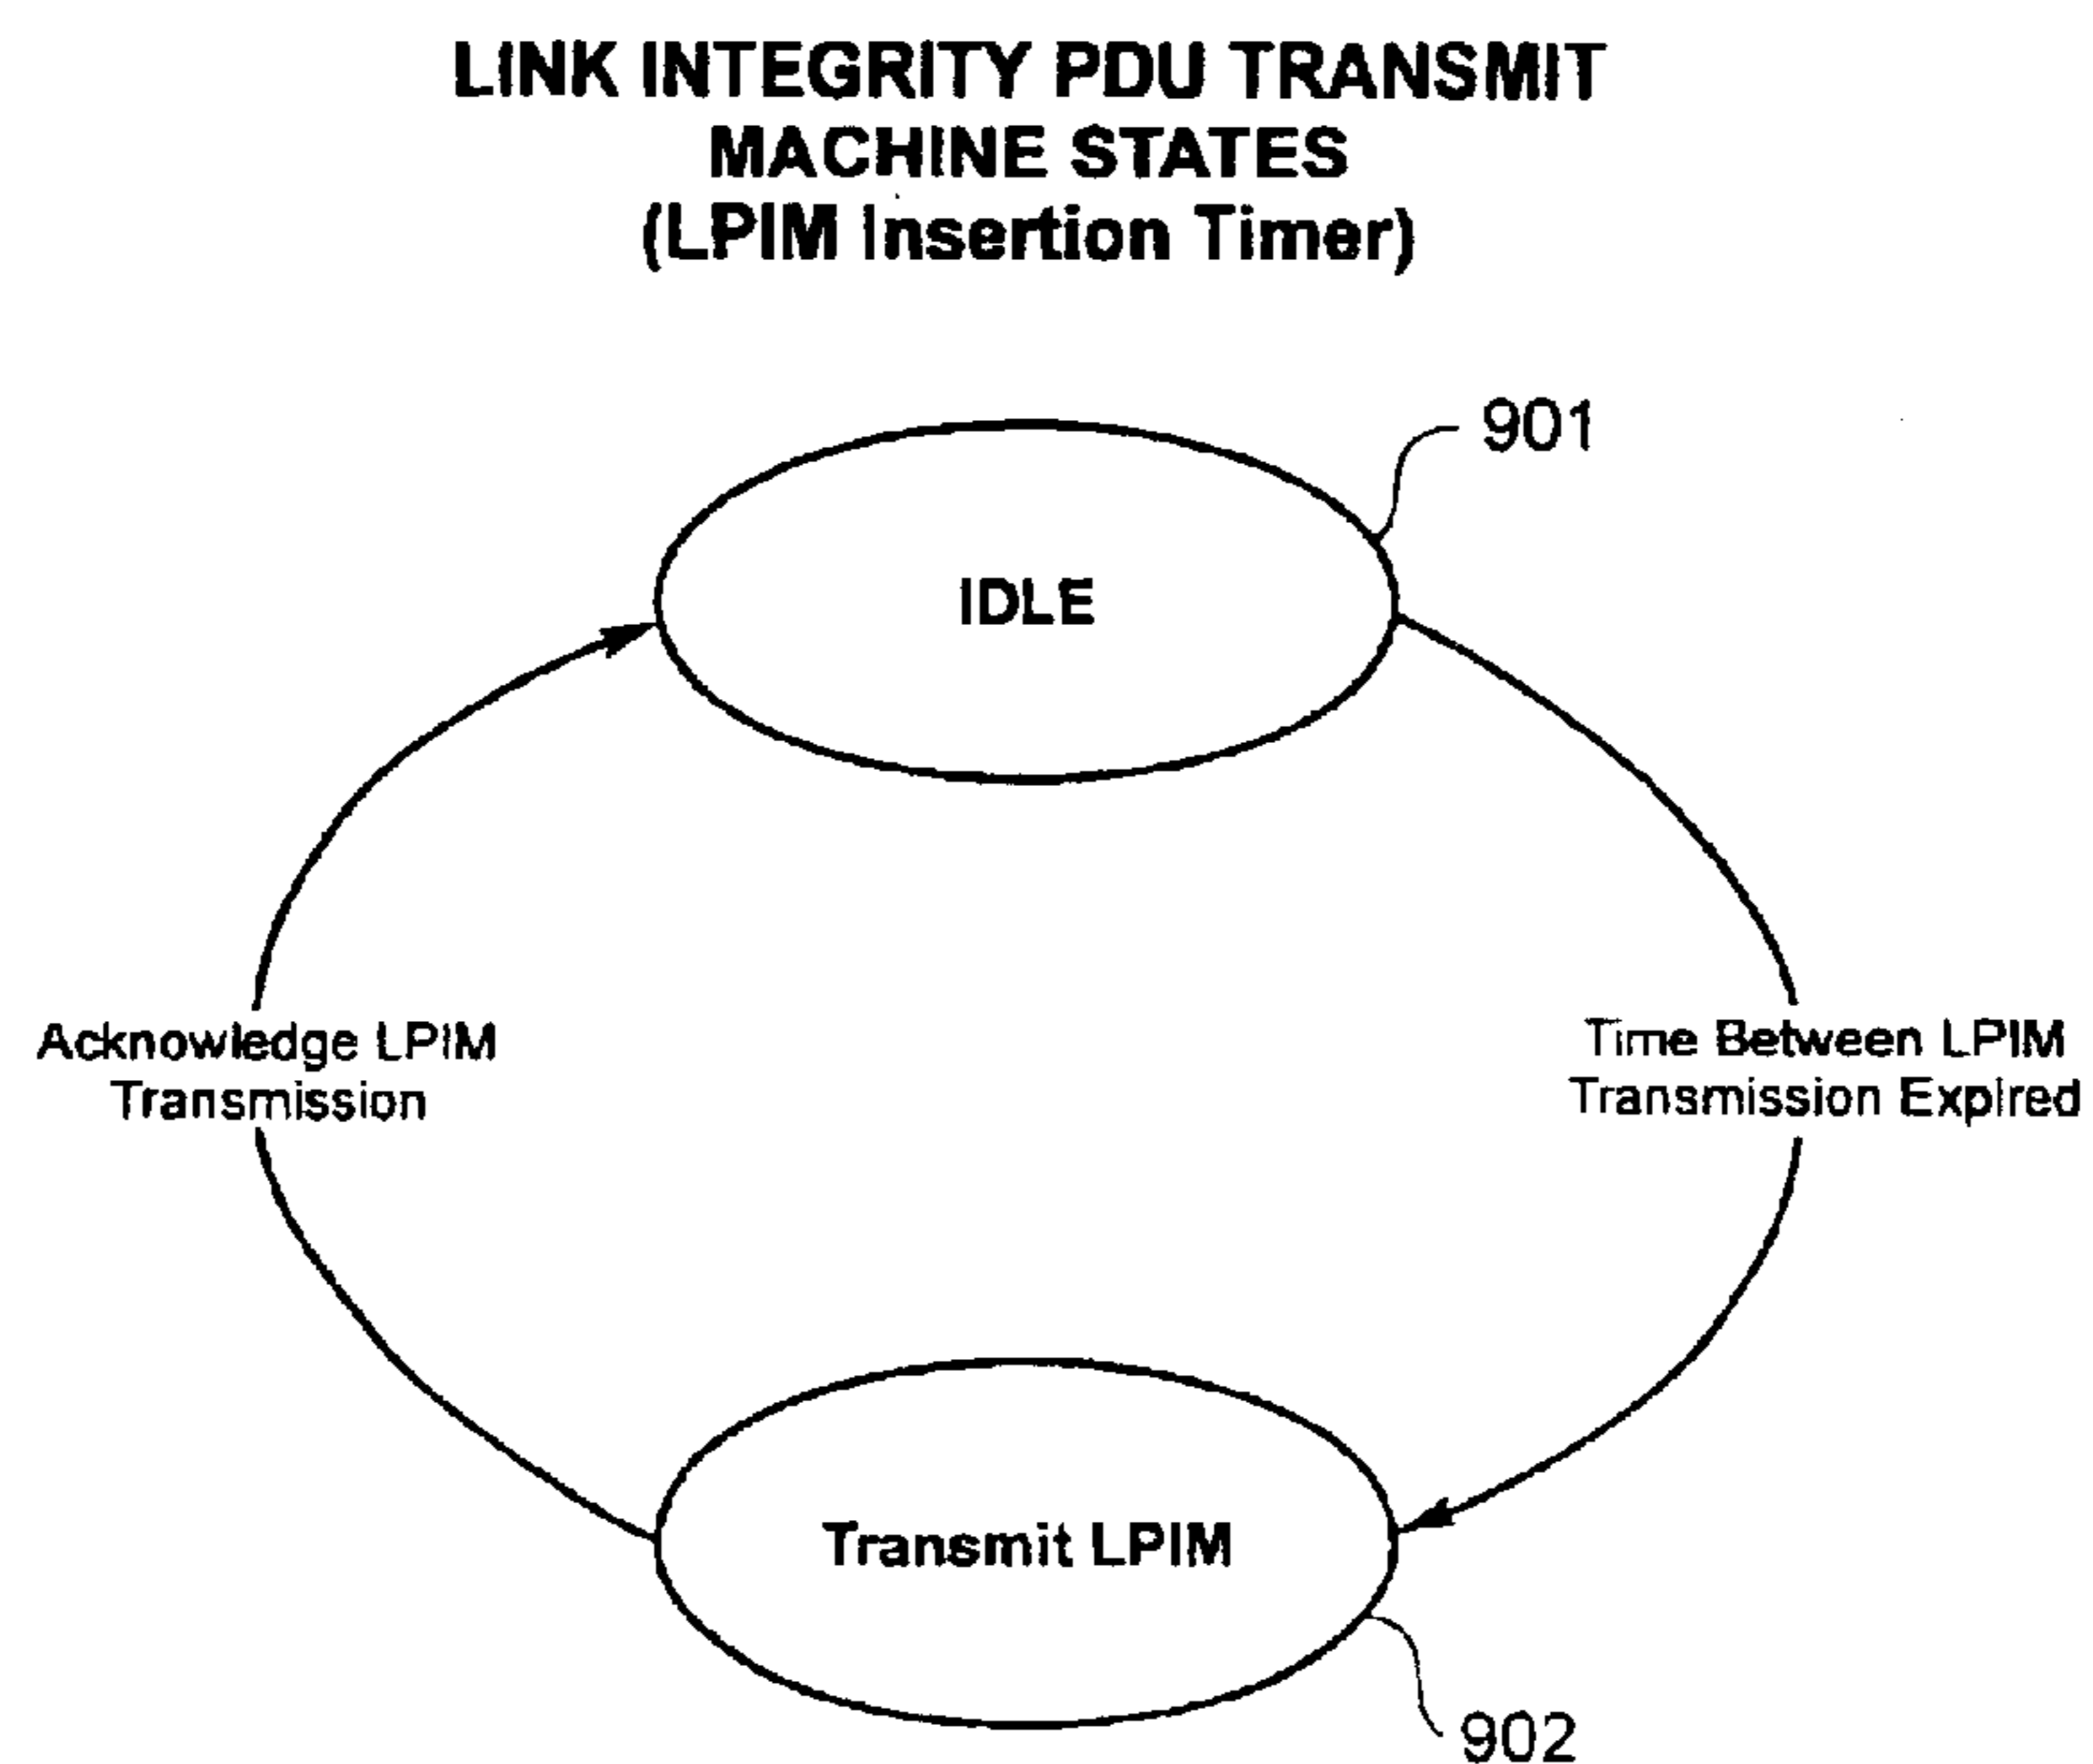 LINK INTEGRITY PDU TRANSMIT
MACHINE STATES
(LPIM Insertion Timer)
901
IDLE
Acknowledge LPIM
Transmission
Time Between LPIM
Transmission Expired
Transmit LPIM
902